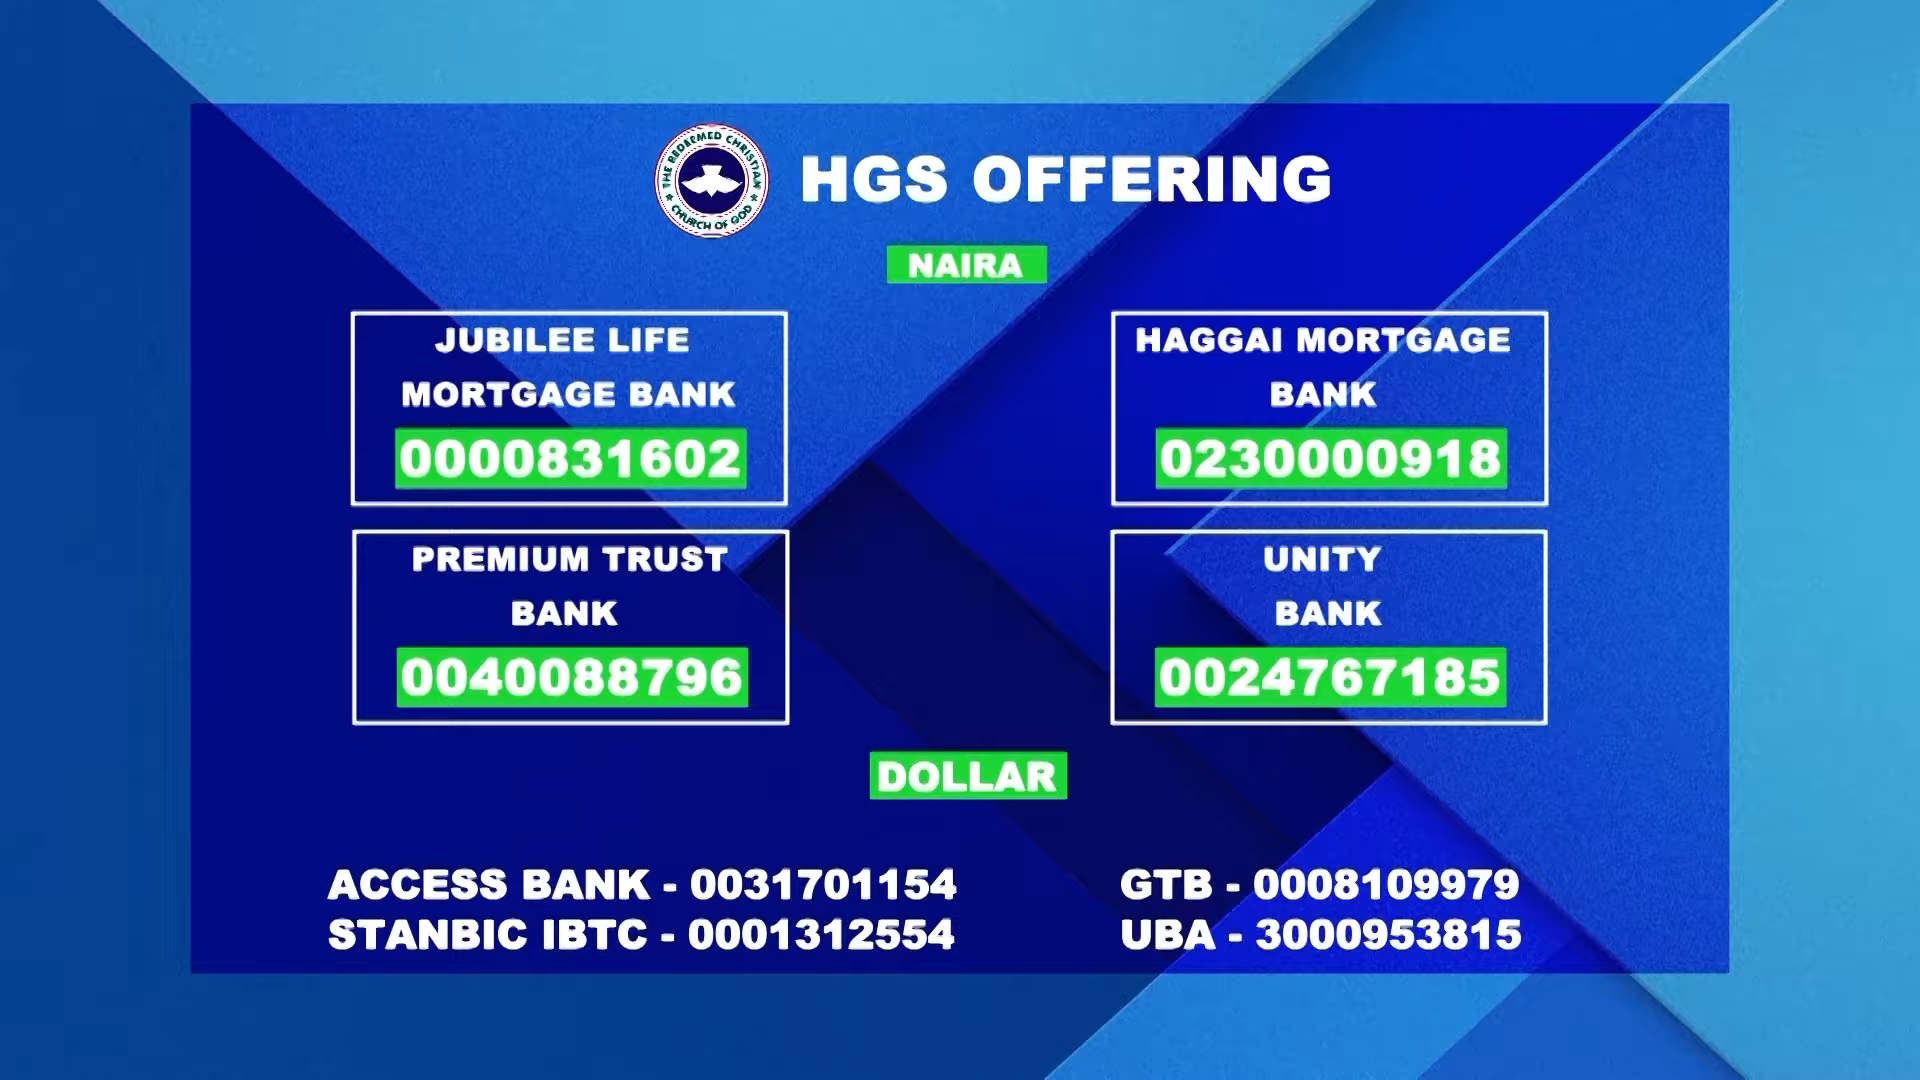 THE REDEEMED CHRISTIAN
CHURCH OF GOD
HGS OFFERING
NAIRA
JUBILEE LIFE
MORTGAGE BANK
0000831602
HAGGAI MORTGAGE
BANK
0230000918
PREMIUM TRUST
BANK
0040088796
UNITY
BANK
0024767185
DOLLAR
ACCESS BANK - 0031701154
STANBIC IBTC - 0001312554
GTB - 0008109979
UBA - 3000953815